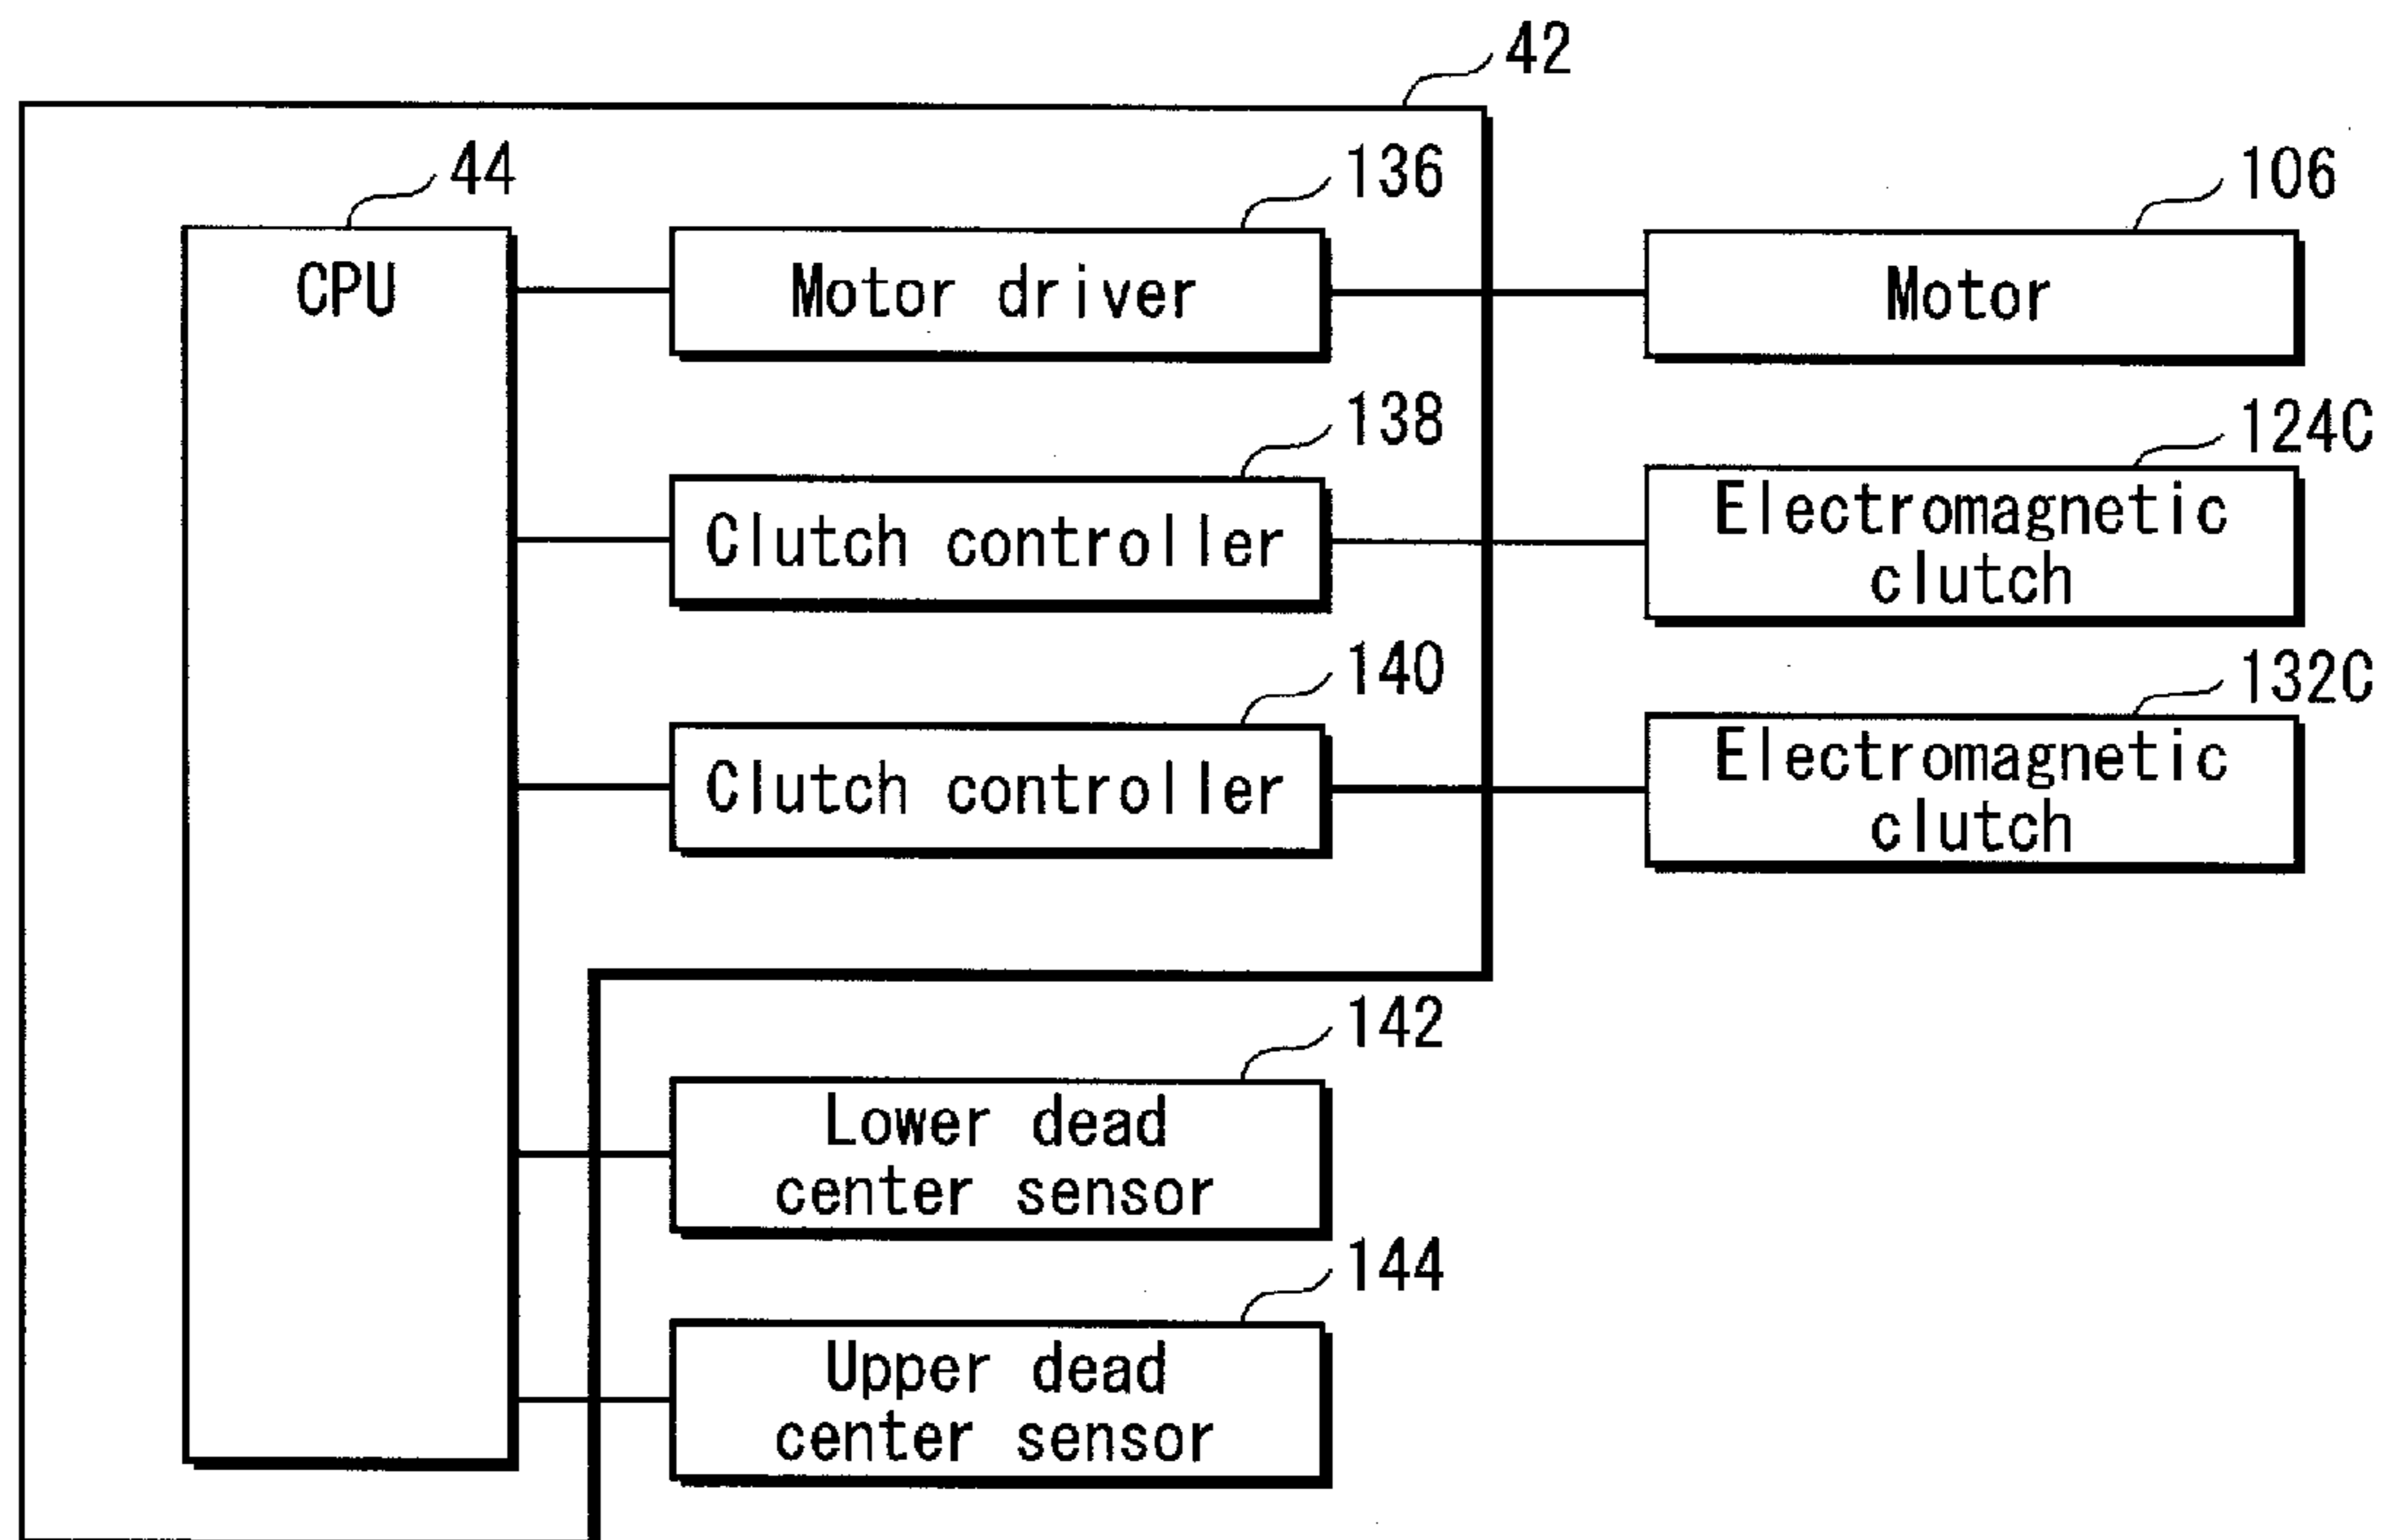 42
44
136
106
CPU
Motor driver
Motor
138
124C
Clutch controller
Electromagnetic
clutch
140
132C
Clutch controller
Electromagnetic
clutch
142
Lower dead
center sensor
144
Upper dead
center sensor